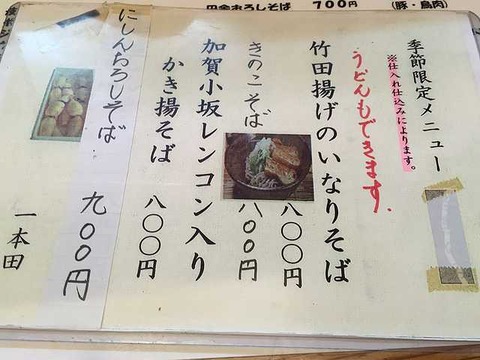 田舎おろしそば 700円
(豚・鳥肉)
季節限定メニュー
※仕入れ仕込みによります。
うどんもできます。
竹田揚げのいなりそば
八〇〇円
きのこそば
八〇〇円
加賀小坂レンコン入り
かき揚そば
八〇〇円
にしんおろしそば
九〇〇円
一本田